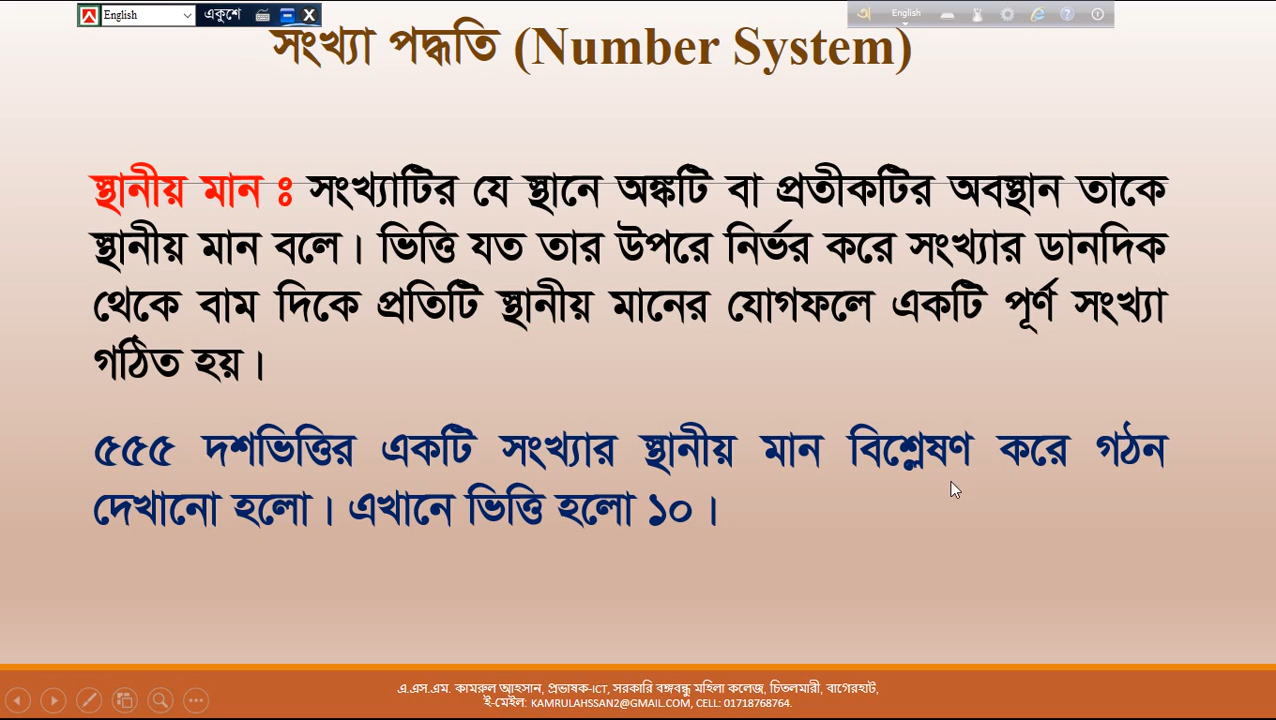 English
একুশে
English
সংখ্যা পদ্ধতি (Number System)
স্থানীয় মান ঃ সংখ্যাটির যে স্থানে অঙ্কটি বা প্রতীকটির অবস্থান তাকে
স্থানীয় মান বলে। ভিত্তি যত তার উপরে নির্ভর করে সংখ্যার ডানদিক
থেকে বাম দিকে প্রতিটি স্থানীয় মানের যোগফলে একটি পূর্ণ সংখ্যা
গঠিত হয়।
৫৫৫ দশভিত্তির একটি সংখ্যার স্থানীয় মান বিশ্লেষণ করে গঠন
দেখানো হলো। এখানে ভিত্তি হলো ১০।
এ.এস.এম. কামরুল আহসান, প্রভাষক-ICT, সরকারি বঙ্গবন্ধু মহিলা কলেজ, চিতলমারী, বাগেরহাট,
ই-মেইল: KAMRULAHSSAN2@GMAIL.COM, CELL: 01718768764.